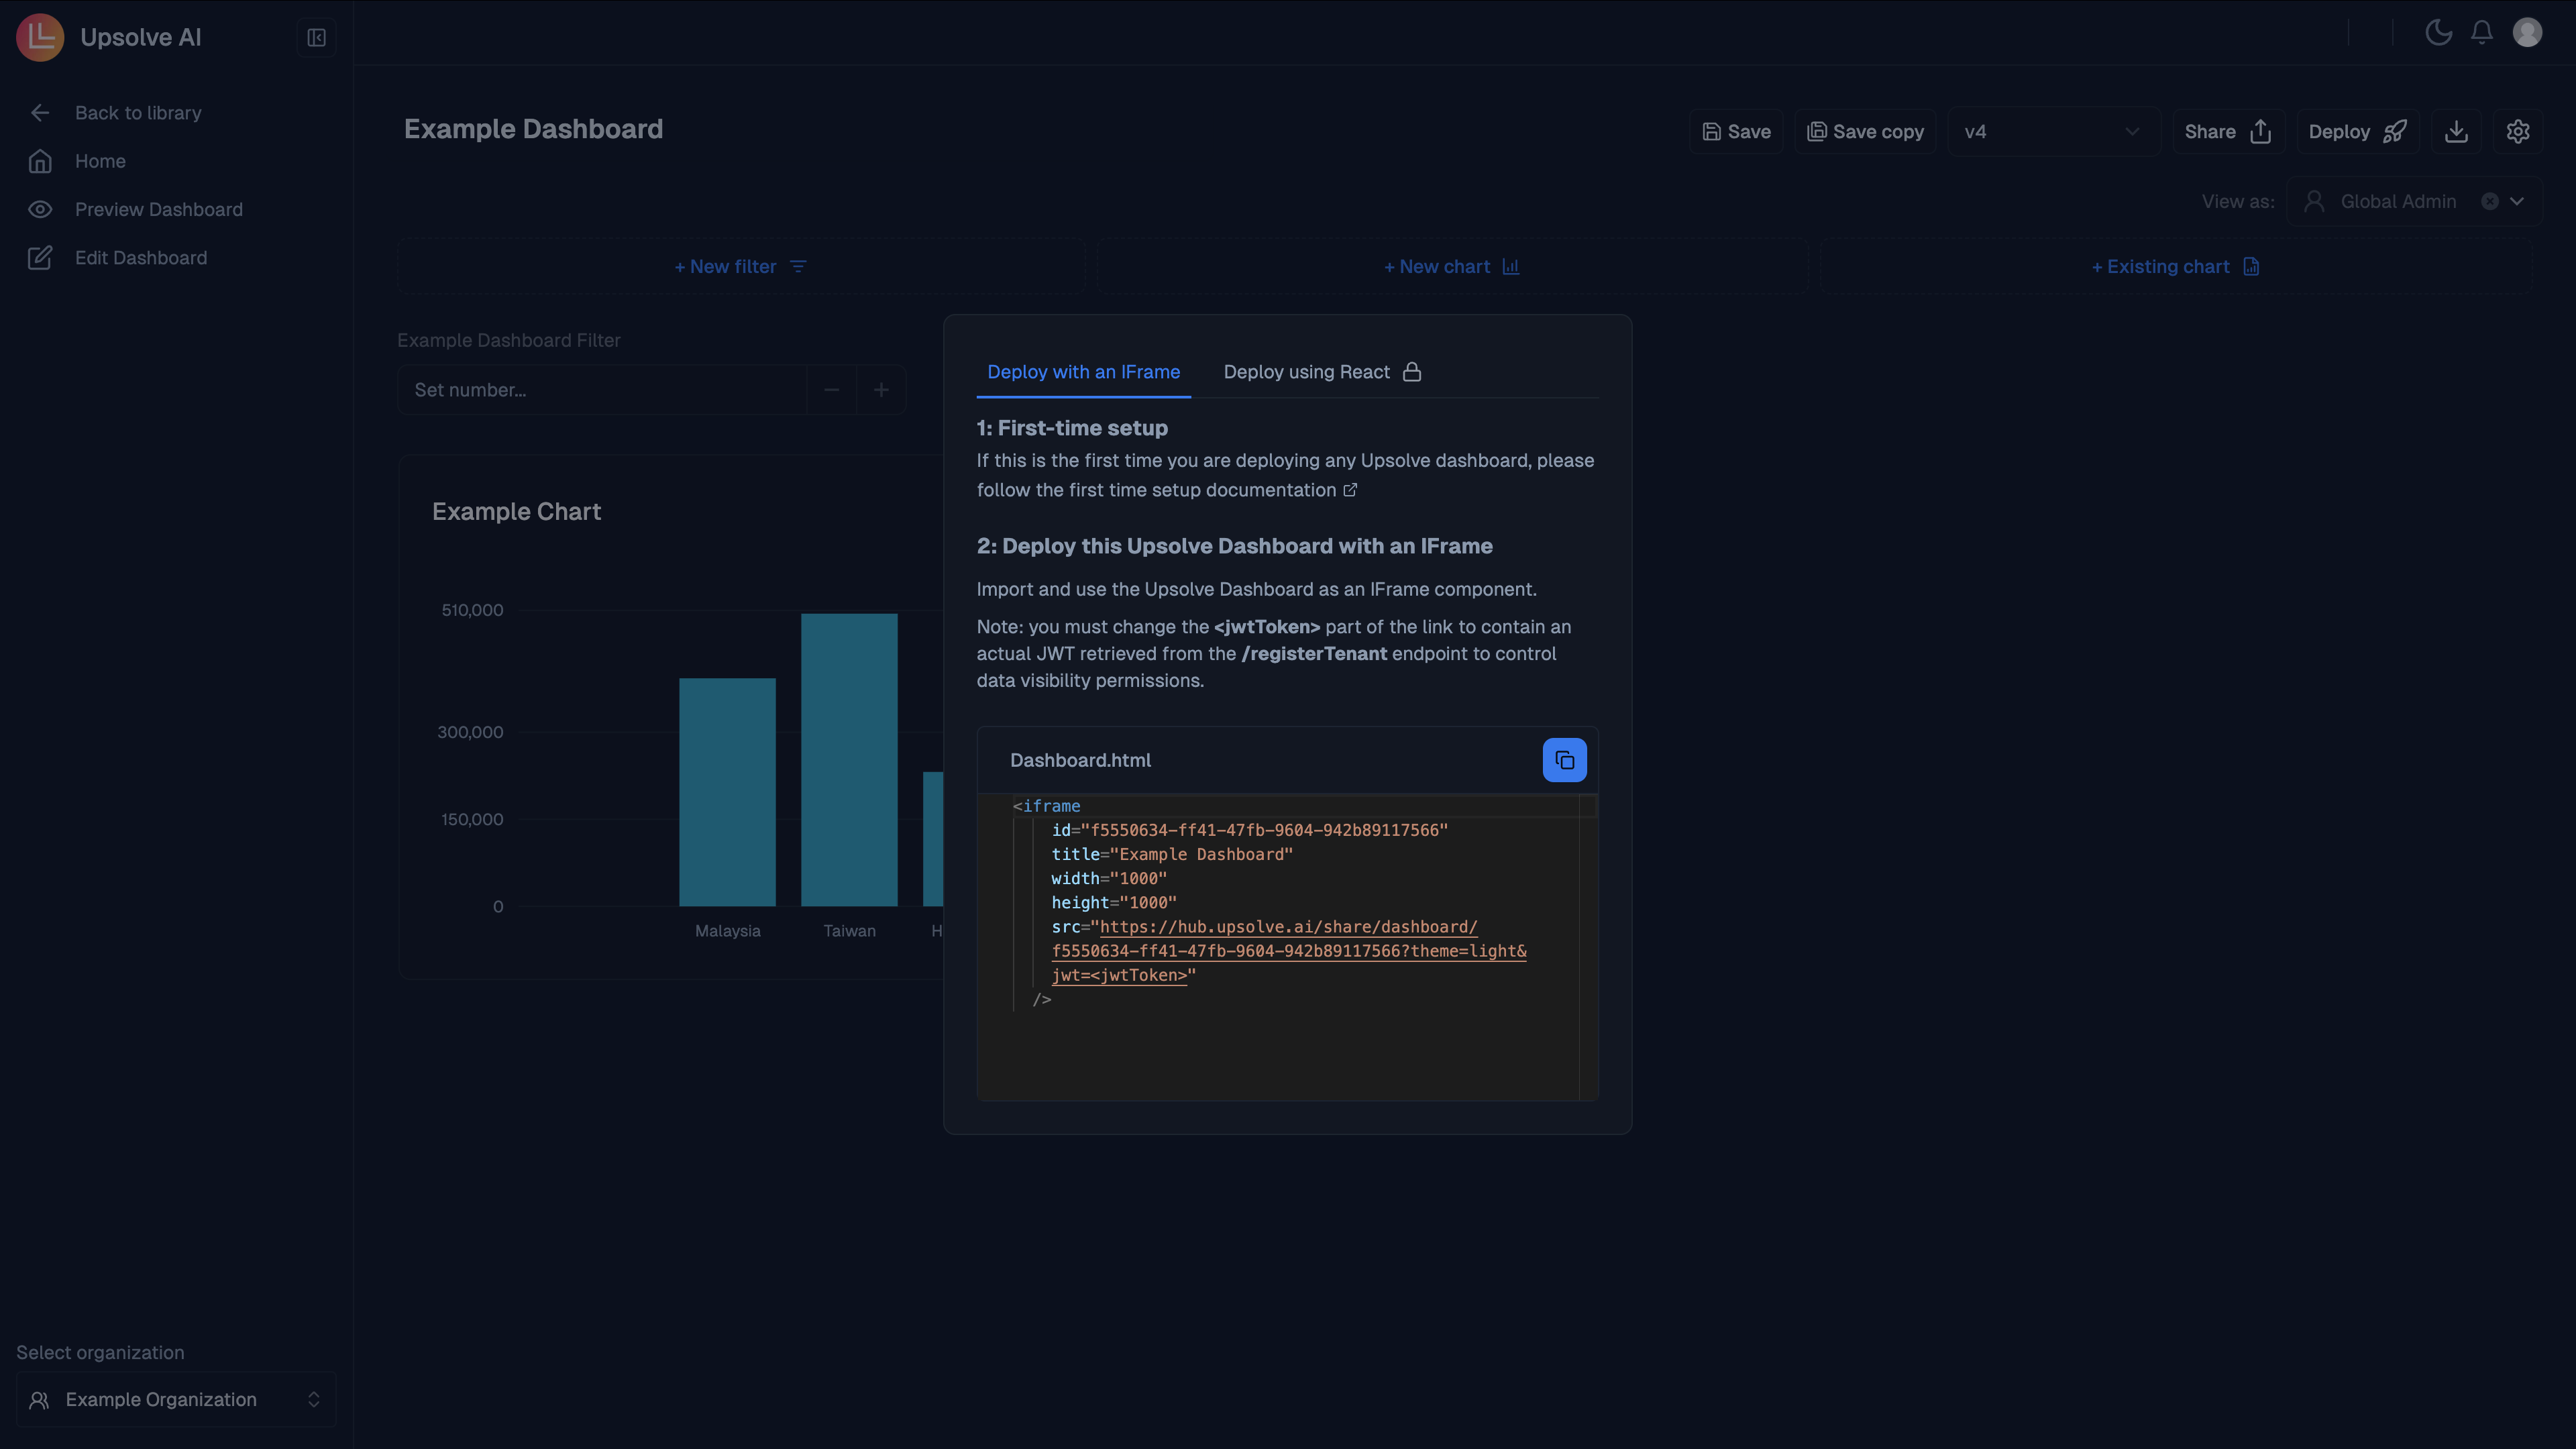 Upsolve AI
Back to library
Home
Preview Dashboard
Edit Dashboard
Example Dashboard
Save
Save copy
v4
Share
Deploy
View as:
Global Admin
+ New filter
+ New chart
+ Existing chart
Example Dashboard Filter
Set number...
Example Chart
510,000
300,000
150,000
0
Malaysia
Taiwan
H
Deploy with an IFrame
Deploy using React
1: First-time setup
If this is the first time you are deploying any Upsolve dashboard, please
follow the first time setup documentation
2: Deploy this Upsolve Dashboard with an IFrame
Import and use the Upsolve Dashboard as an IFrame component.
Note: you must change the <jwtToken> part of the link to contain an
actual JWT retrieved from the /registerTenant endpoint to control
data visibility permissions.
Dashboard.html
<iframe
id="f5550634-ff41-47fb-9604-942b89117566"
title="Example Dashboard"
width="1000"
height="1000"
src="https://hub.upsolve.ai/share/dashboard/
f5550634-ff41-47fb-9604-942b89117566?theme=light&
jwt=<jwtToken>"
/>
Select organization
Example Organization